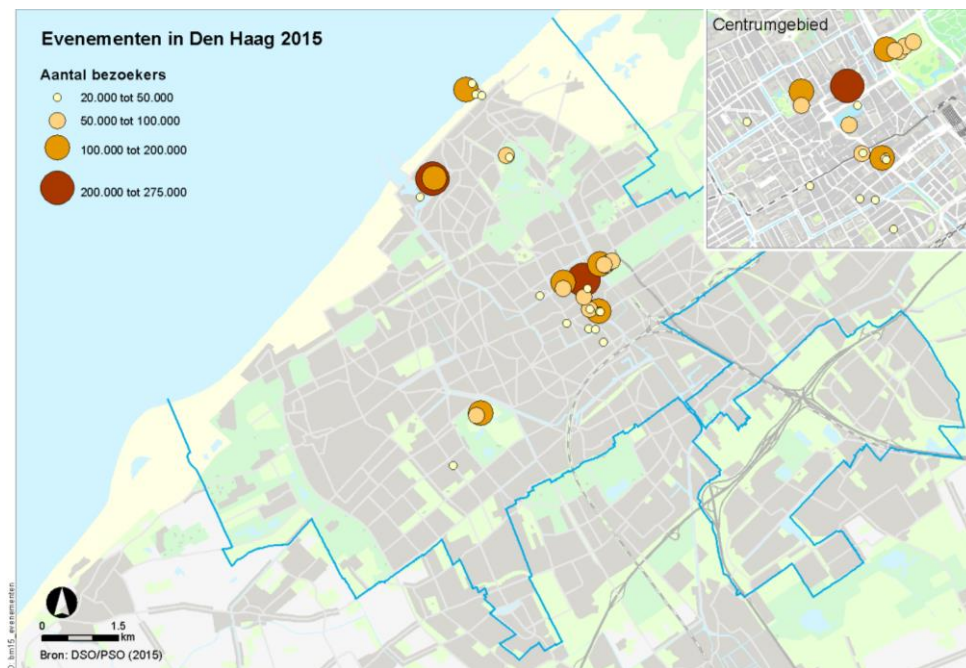 Evenementen in Den Haag 2015
Aantal bezoekers
20.000 tot 50.000
50.000 tot 100.000
100.000 tot 200.000
200.000 tot 275.000
Centrumgebied
0 1.5
km
Bron: DSO/PSO (2015)
bm15_evenementen